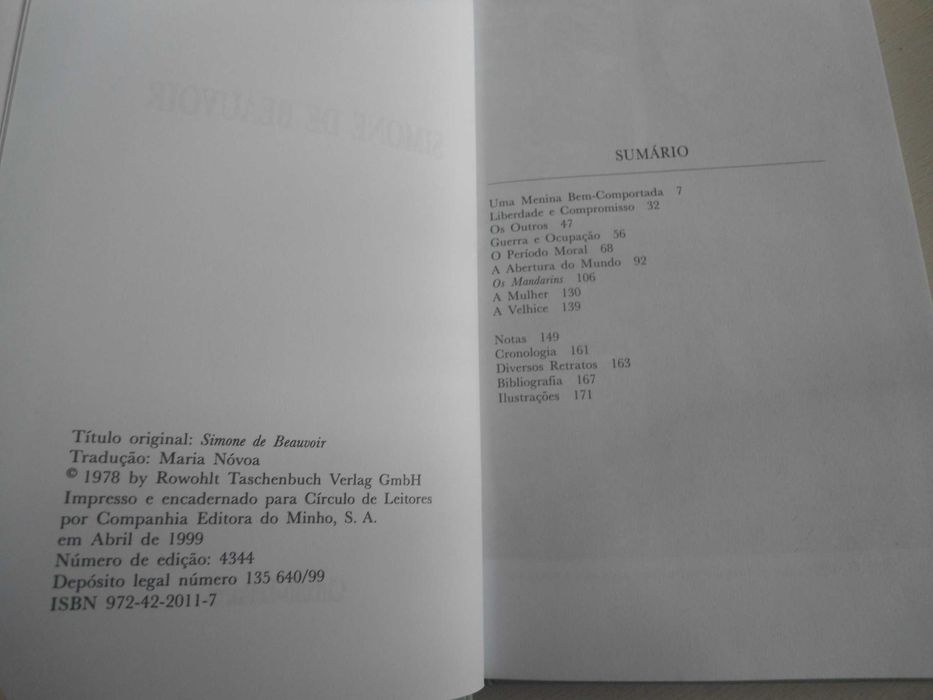 SIMONE DE BEAUVOIR
Título original: Simone de Beauvoir
Tradução: Maria Nóvoa
© 1978 by Rowohlt Taschenbuch Verlag GmbH
Impresso e encadernado para Círculo de Leitores
por Companhia Editora do Minho, S. A.
em Abril de 1999
Número de edição: 4344
Depósito legal número 135 640/99
ISBN 972-42-2011-7
SUMÁRIO
Uma Menina Bem-Comportada 7
Liberdade e Compromisso 32
Os Outros 47
Guerra e Ocupação 56
O Período Moral 68
A Abertura do Mundo 92
Os Mandarins 106
A Mulher 130
A Velhice 139
Notas 149
Cronologia 161
Diversos Retratos 163
Bibliografia 167
Ilustrações 171